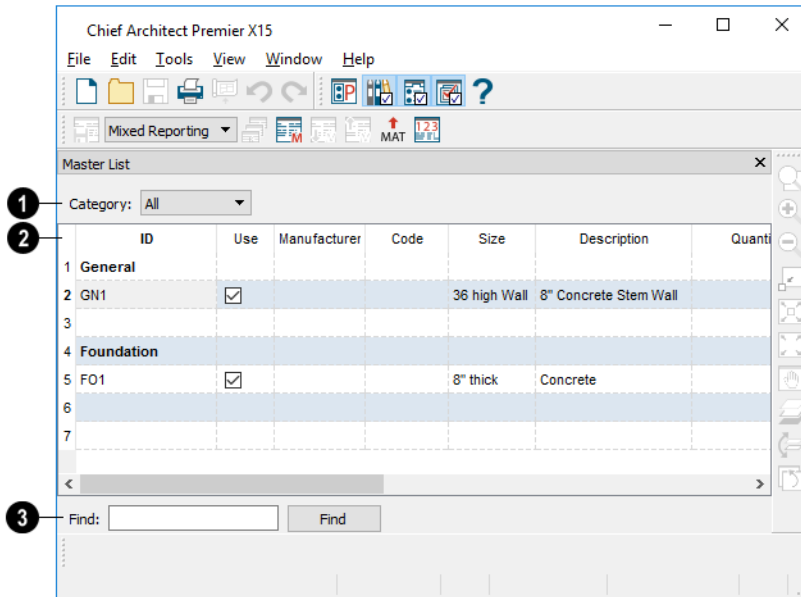 Chief Architect Premier X15
File Edit Tools View Window Help
Mixed Reporting M MAT 123
Master List
1 Category: All
2 ID Use Manufacturer Code Size Description Quanti
1 General
2 GN1 36 high Wall 8" Concrete Stem Wall
3
4 Foundation
5 FO1 8" thick Concrete
6
7
3 Find: Find